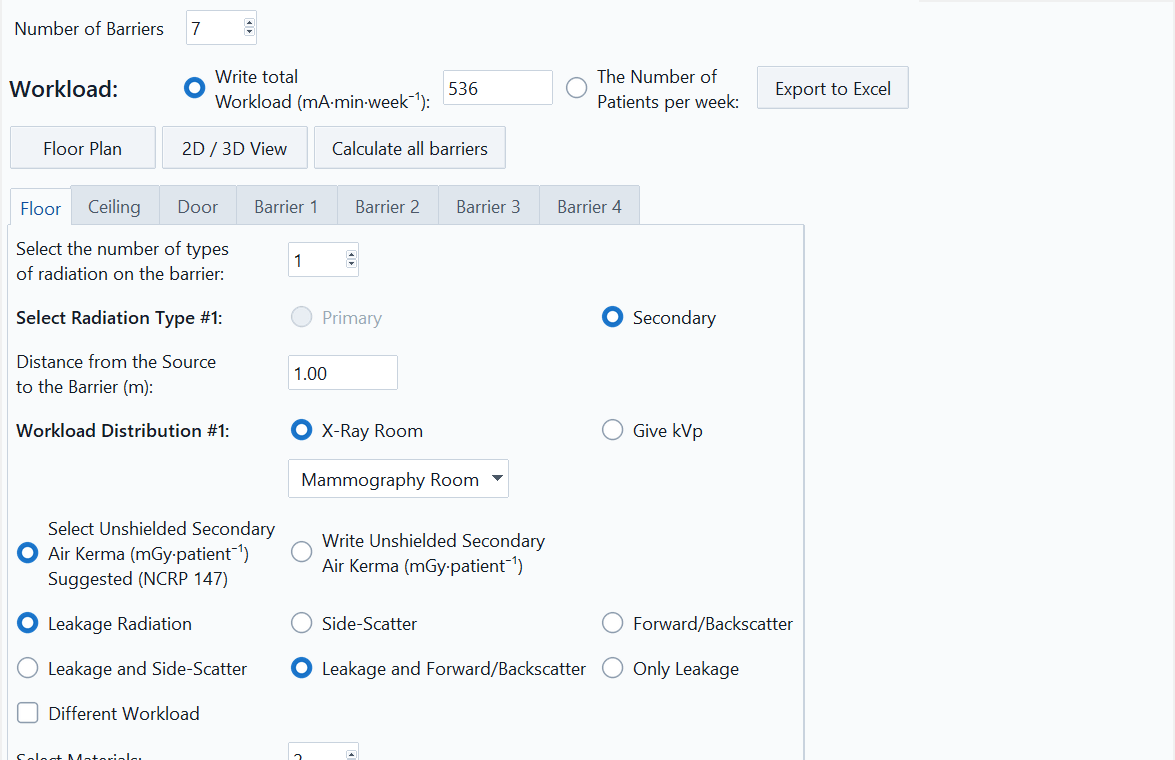 Number of Barriers 7
Workload: Write total Workload (mA·min·week⁻¹): 536 The Number of Patients per week: Export to Excel
Floor Plan 2D / 3D View Calculate all barriers
Floor Ceiling Door Barrier 1 Barrier 2 Barrier 3 Barrier 4
Select the number of types
of radiation on the barrier: 1
Select Radiation Type #1: Primary Secondary
Distance from the Source
to the Barrier (m): 1.00
Workload Distribution #1: X-Ray Room Give kVp
Mammography Room
Select Unshielded Secondary
Air Kerma (mGy·patient⁻¹)
Suggested (NCRP 147)
Write Unshielded Secondary
Air Kerma (mGy·patient⁻¹)
Leakage Radiation Side-Scatter Forward/Backscatter
Leakage and Side-Scatter Leakage and Forward/Backscatter Only Leakage
Different Workload
Select Materials: 2